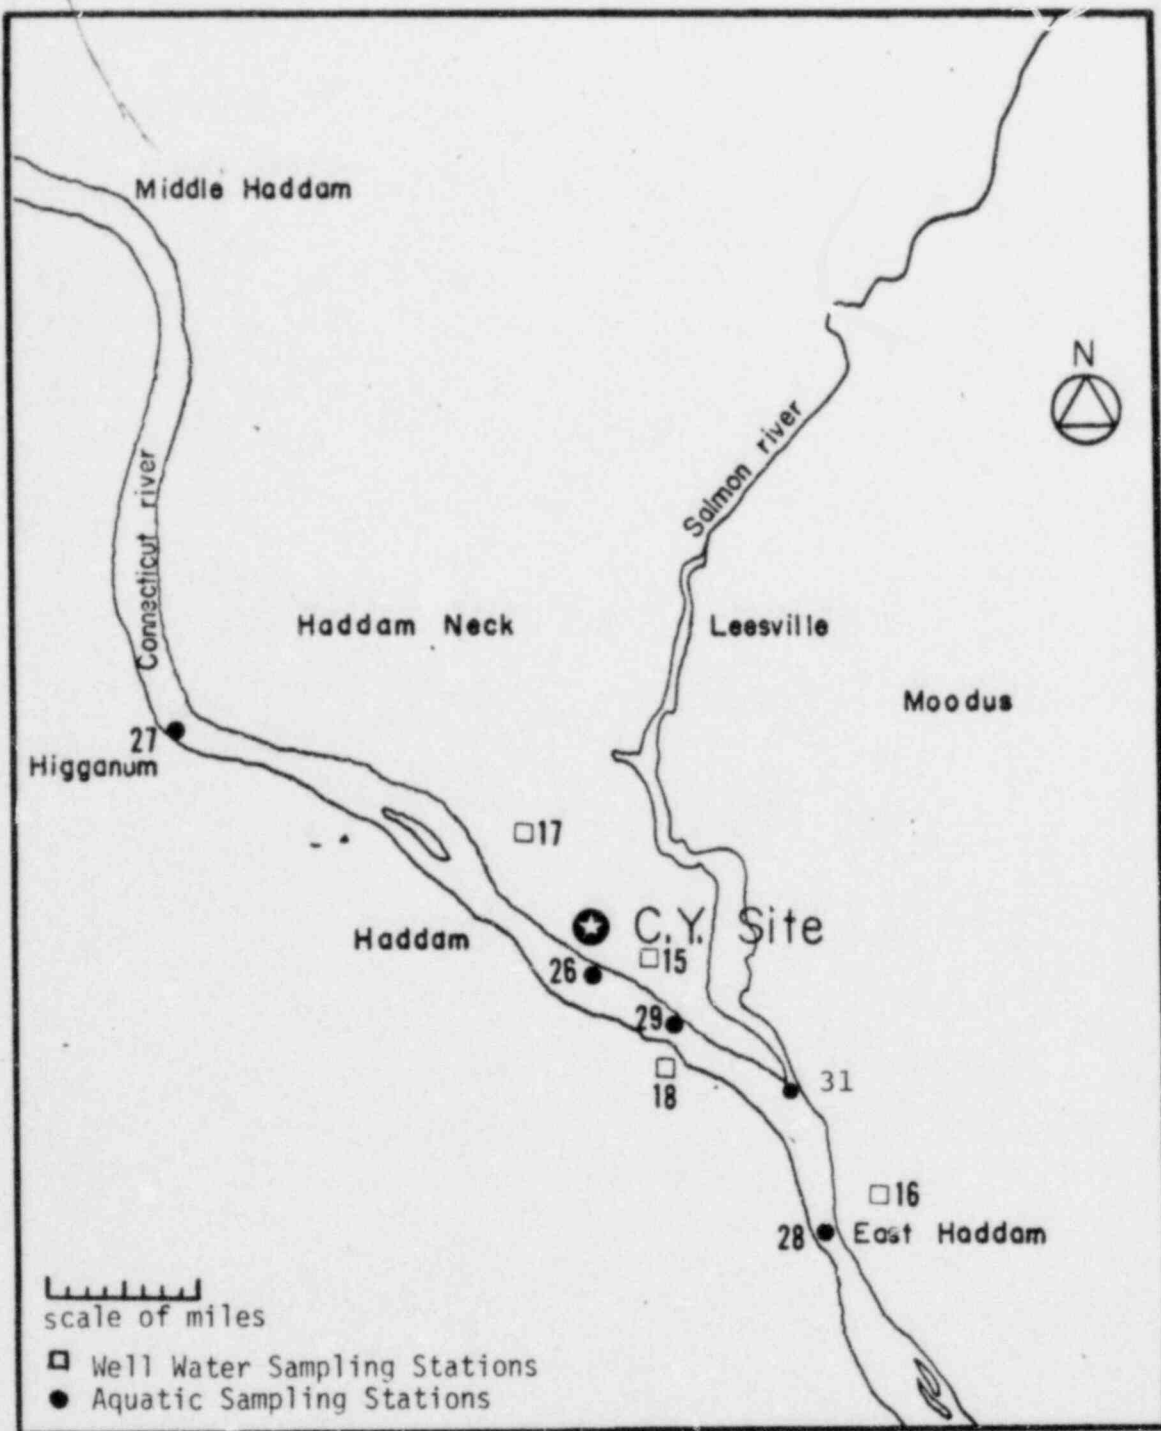 Middle Haddam
N
Salmon river
Connecticut river
Haddam Neck
Leesville
Moodus
27
Higganum
17
C.Y. Site
Haddam
15
26
29
31
18
16
28
East Haddam
scale of miles
Well Water Sampling Stations
Aquatic Sampling Stations